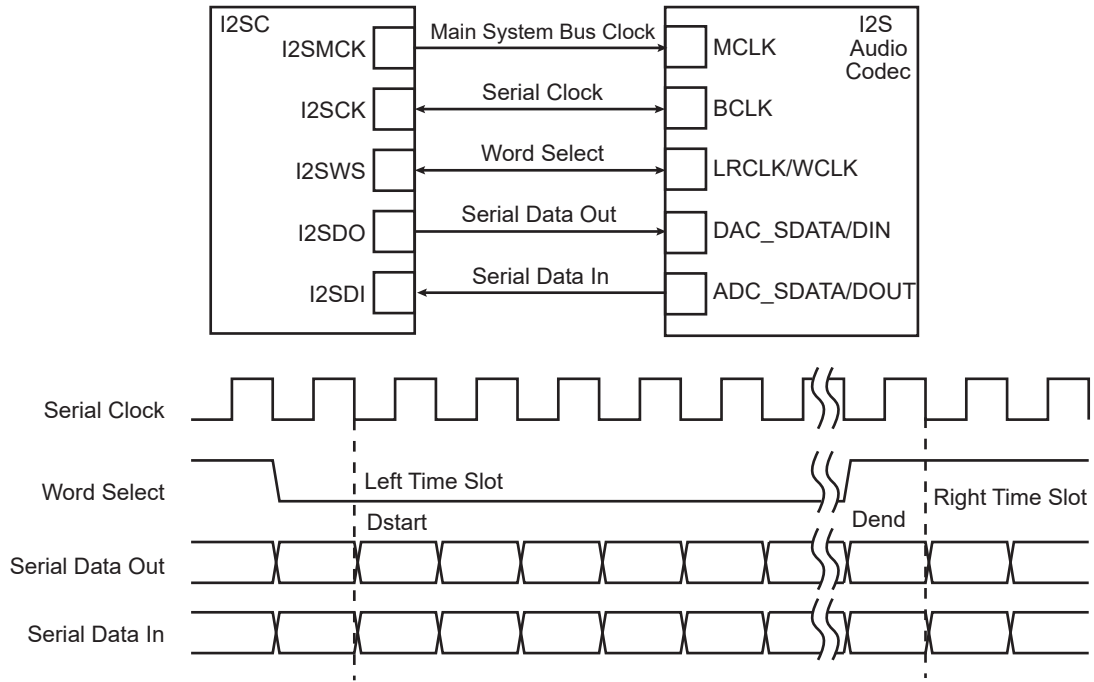 I2SC
I2S
Audio
Codec
I2SMCK
Main System Bus Clock
MCLK
I2SCK
Serial Clock
BCLK
I2SWS
Word Select
LRCLK/WCLK
I2SDO
Serial Data Out
DAC_SDATA/DIN
I2SDI
Serial Data In
ADC_SDATA/DOUT
Serial Clock
Word Select
Left Time Slot
Right Time Slot
Dstart
Dend
Serial Data Out
Serial Data In